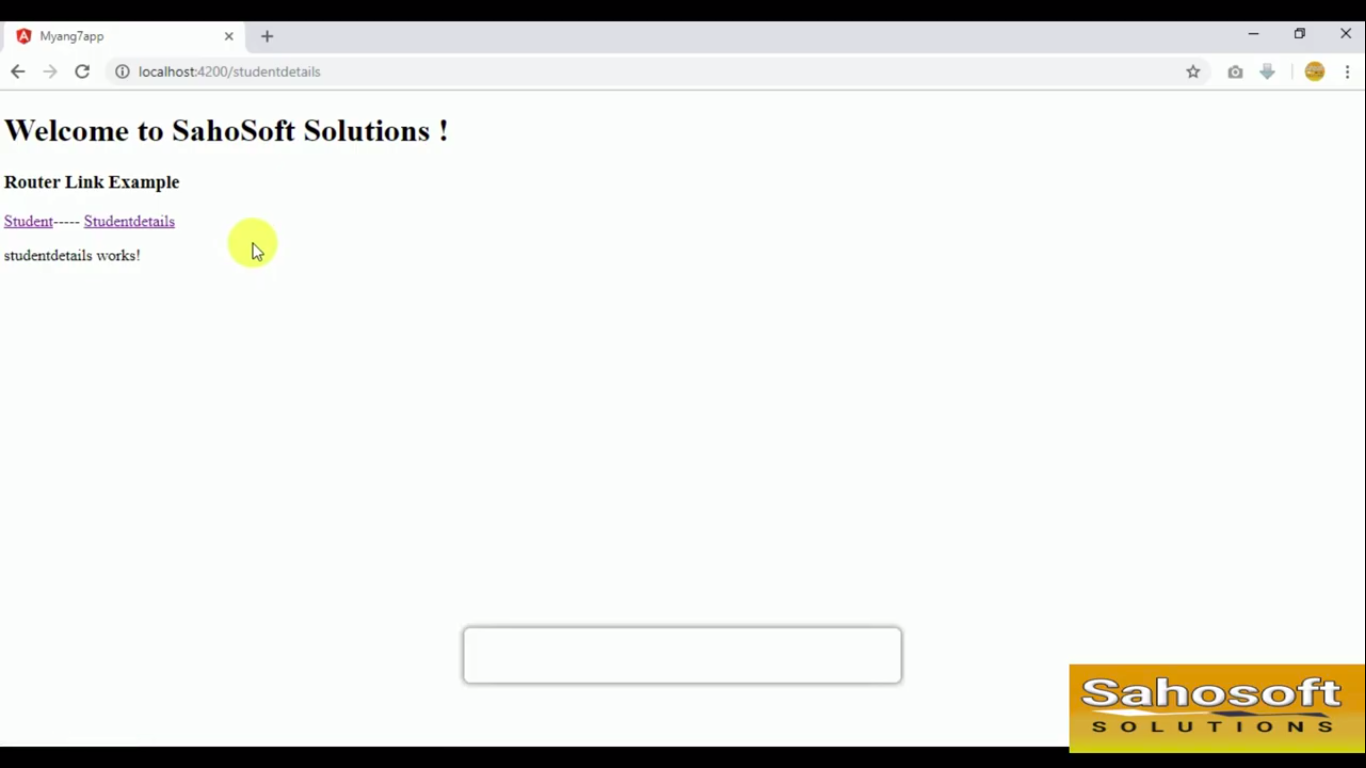 Myang7app
localhost:4200/studentdetails
Welcome to SahoSoft Solutions !
Router Link Example
Student----- Studentdetails
studentdetails works!
Sahosoft
SOLUTIONS